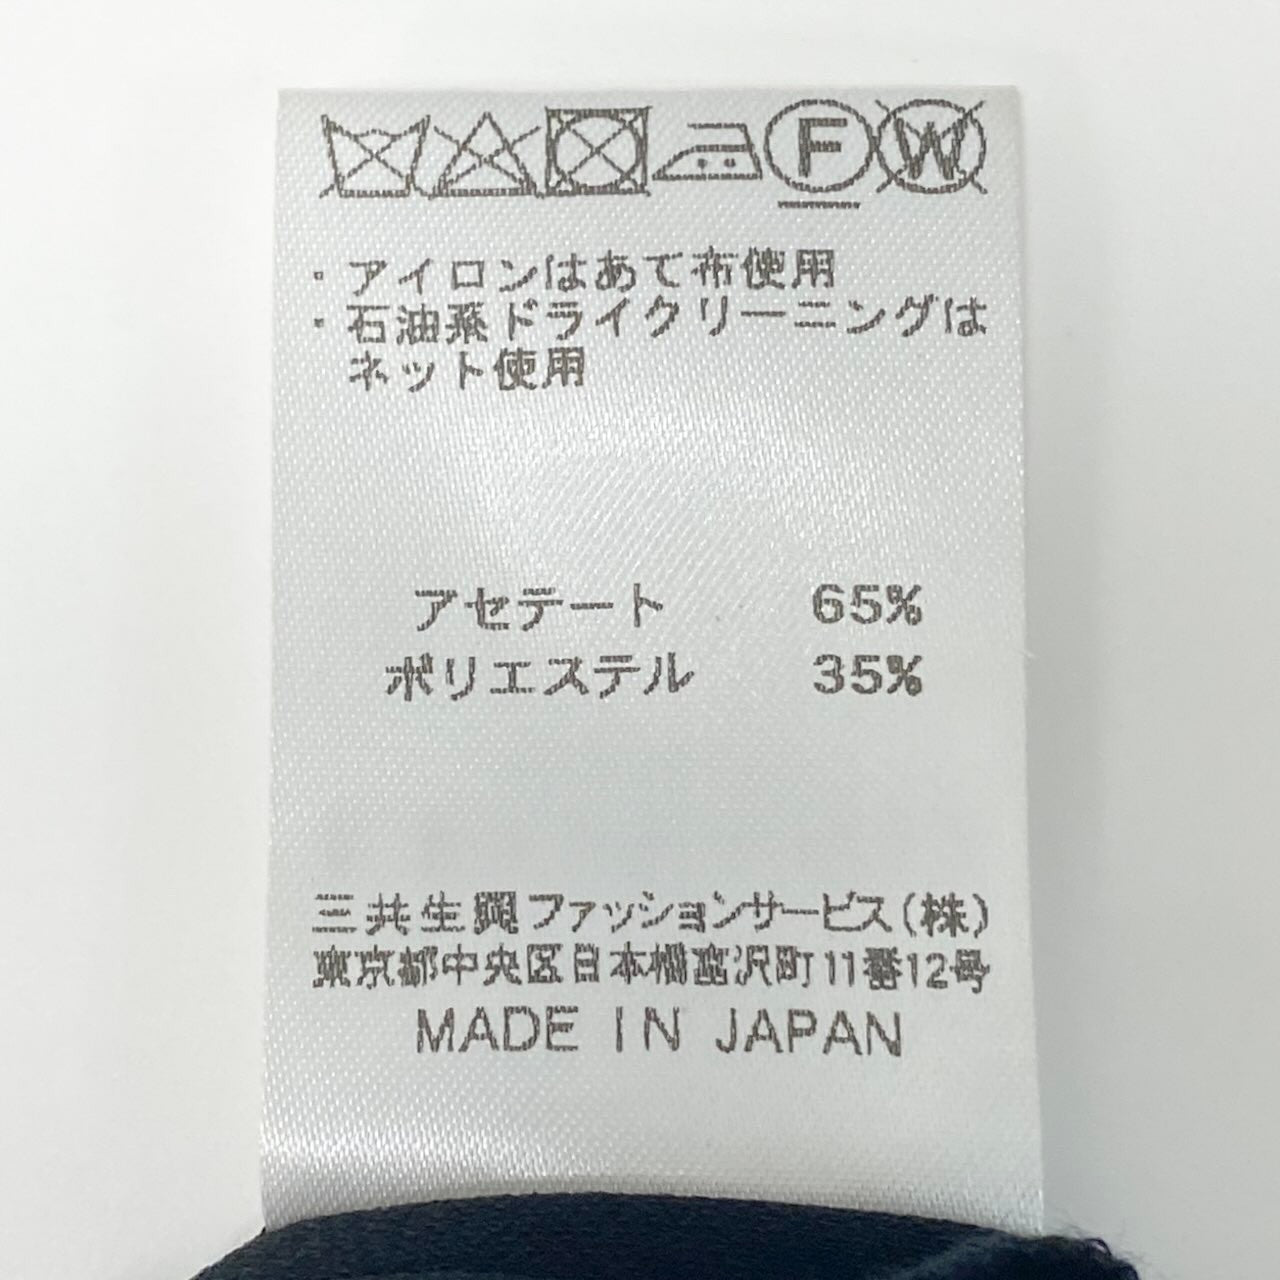 F W
・アイロンはあて布使用
・石油系ドライクリーニングは
ネット使用
アセテート 65%
ポリエステル 35%
三共生興ファッションサービス(株)
東京都中央区日本橋富沢町11番12号
MADE IN JAPAN